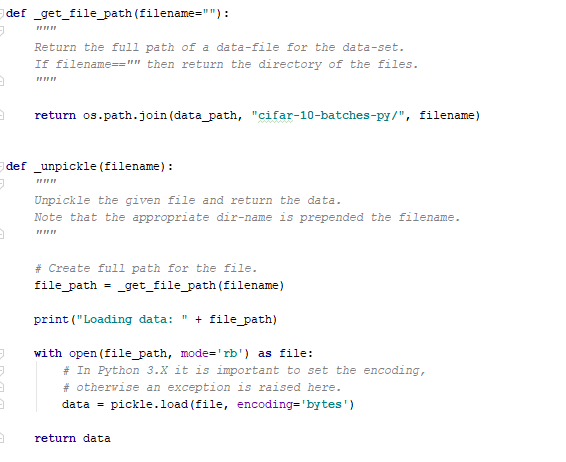 def _get_file_path(filename=""):
"""
Return the full path of a data-file for the data-set.
If filename=="" then return the directory of the files.
"""
return os.path.join(data_path, "cifar-10-batches-py/", filename)
def _unpickle(filename):
"""
Unpickle the given file and return the data.
Note that the appropriate dir-name is prepended the filename.
"""
# Create full path for the file.
file_path = _get_file_path(filename)
print("Loading data: " + file_path)
with open(file_path, mode='rb') as file:
# In Python 3.X it is important to set the encoding,
# otherwise an exception is raised here.
data = pickle.load(file, encoding='bytes')
return data